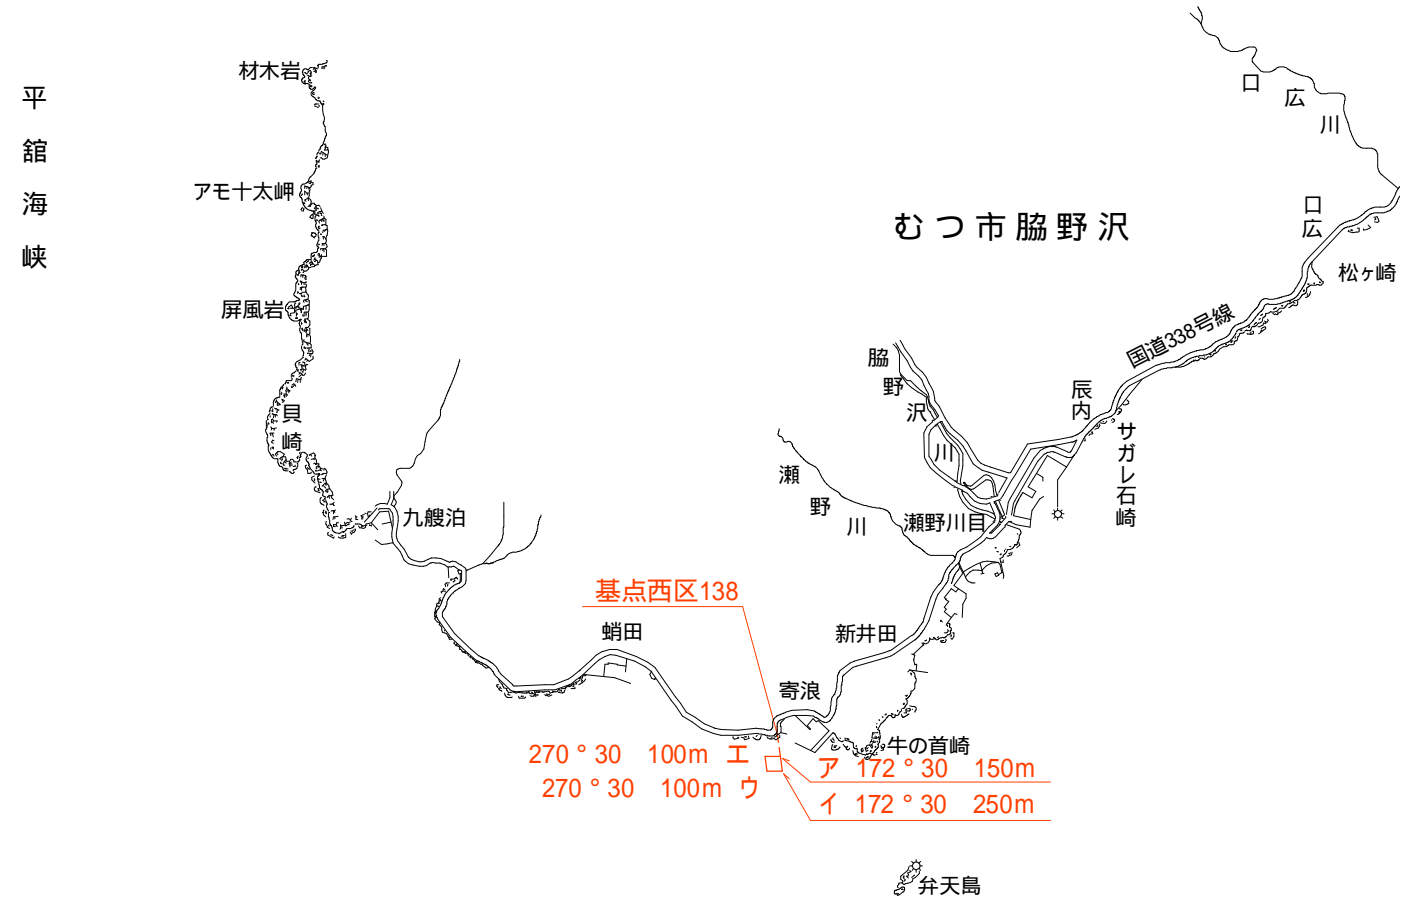 平舘海峡
材木岩
アモ十太岬
屏風岩
貝崎
九艘泊
蛸田
基点西区138
寄浪
新井田
瀬野川
瀬野川目
脇野沢川
むつ市脇野沢
口広川
口広
松ヶ崎
国道338号線
辰内
サガレ石崎
牛の首崎
270°30 100m エ
270°30 100m ウ
ア 172°30 150m
イ 172°30 250m
弁天島